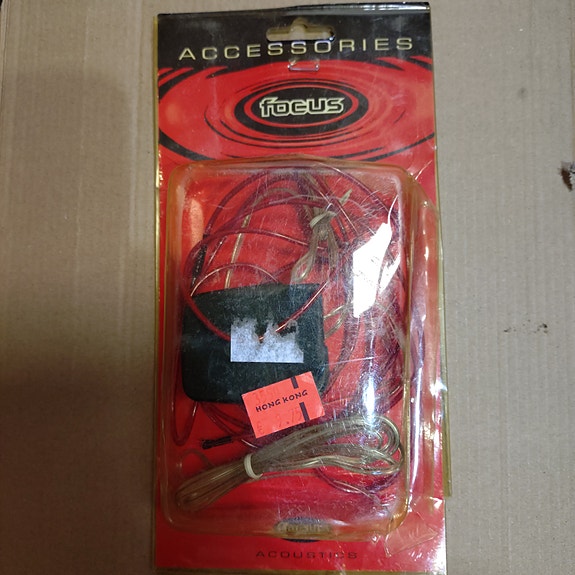 ACCESSORIES
focus
HONG KONG
ACOUSTICS